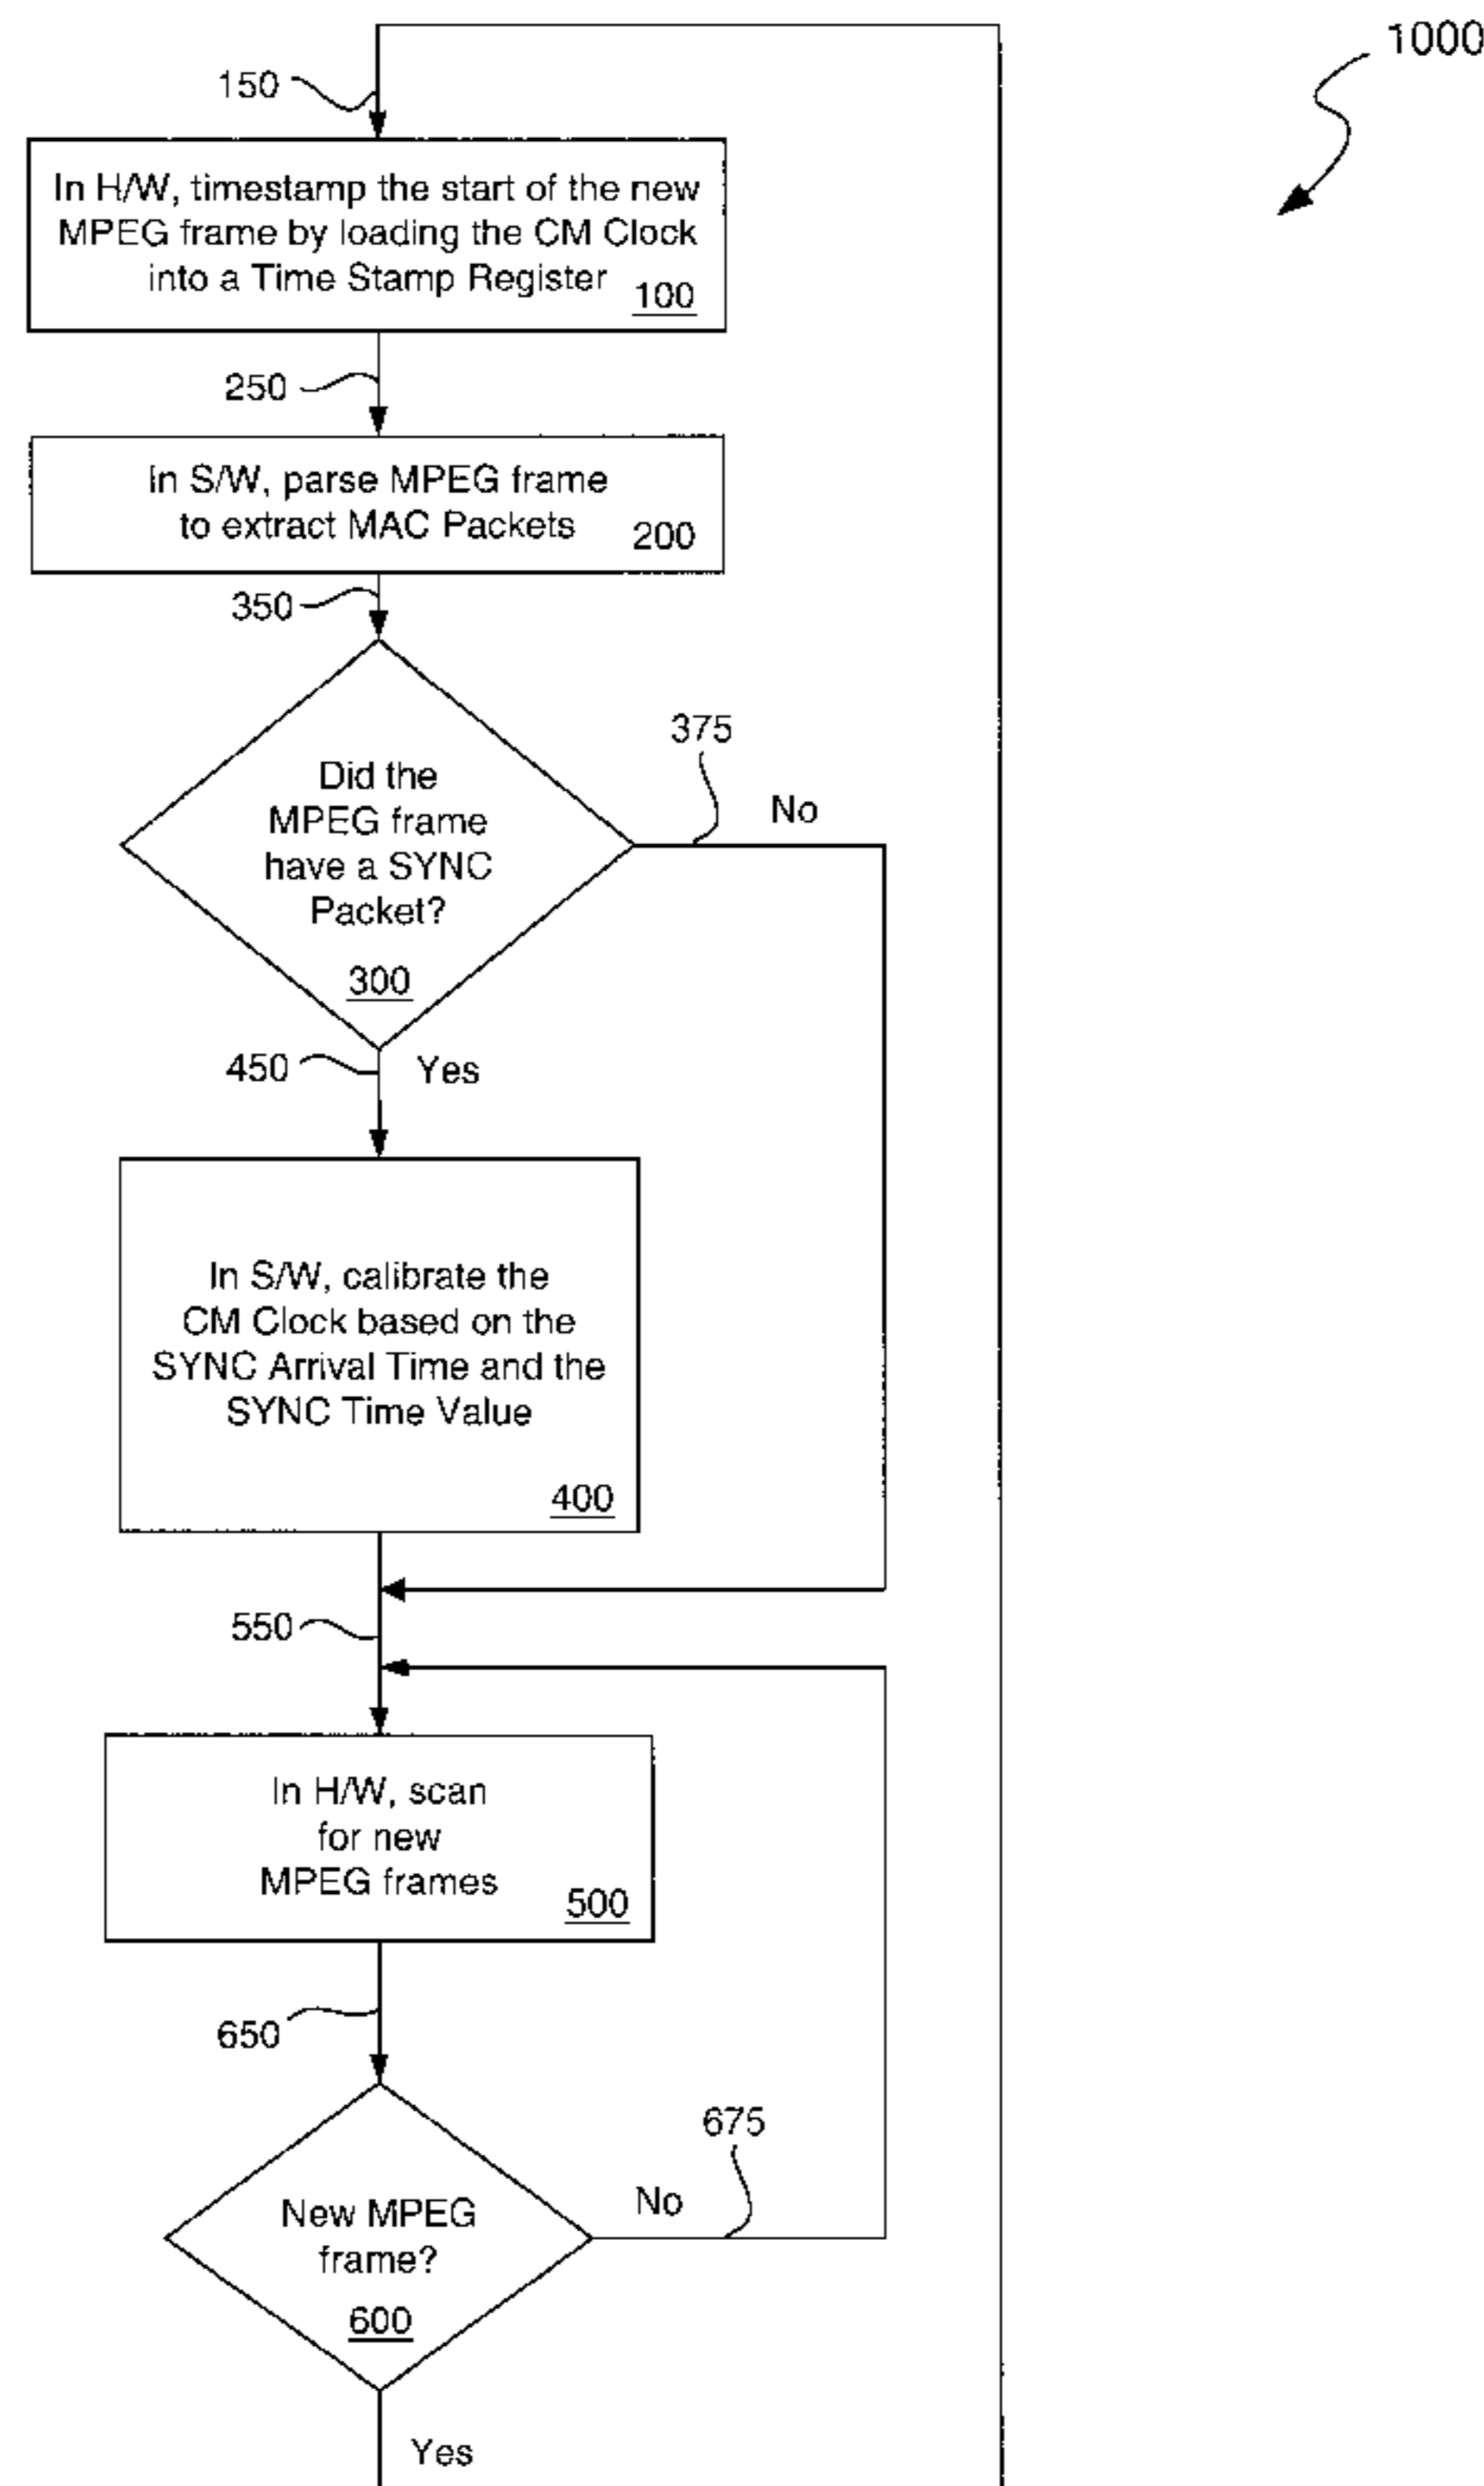 1000
150
In H/W, timestamp the start of the new
MPEG frame by loading the CM Clock
into a Time Stamp Register
100
250
In S/W, parse MPEG frame
to extract MAC Packets
200
350
Did the
MPEG frame
have a SYNC
Packet?
300
375
No
450
Yes
In S/W, calibrate the
CM Clock based on the
SYNC Arrival Time and the
SYNC Time Value
400
550
In H/W, scan
for new
MPEG frames
500
650
New MPEG
frame?
600
675
No
Yes